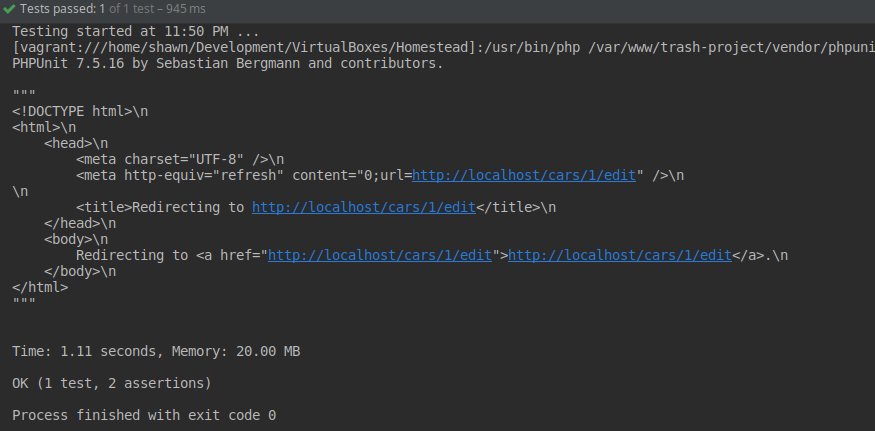 Tests passed: 1 of 1 test – 945 ms
Testing started at 11:50 PM ...
[vagrant:///home/shawn/Development/VirtualBoxes/Homestead]:/usr/bin/php /var/www/trash-project/vendor/phpuni
PHPUnit 7.5.16 by Sebastian Bergmann and contributors.
"""
<!DOCTYPE html>\n
<html>\n
    <head>\n
        <meta charset="UTF-8" />\n
        <meta http-equiv="refresh" content="0;url=http://localhost/cars/1/edit" />\n
\n
        <title>Redirecting to http://localhost/cars/1/edit</title>\n
    </head>\n
    <body>\n
        Redirecting to <a href="http://localhost/cars/1/edit">http://localhost/cars/1/edit</a>.\n
    </body>\n
</html>
"""
Time: 1.11 seconds, Memory: 20.00 MB
OK (1 test, 2 assertions)
Process finished with exit code 0